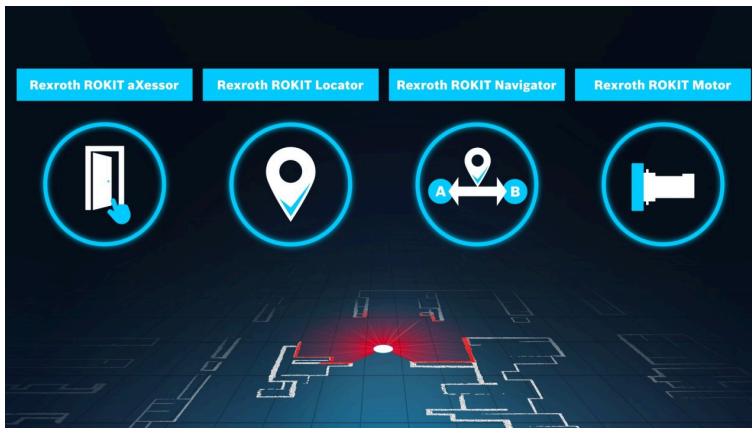 Rexroth ROKIT aXessor
Rexroth ROKIT Locator
Rexroth ROKIT Navigator
Rexroth ROKIT Motor
A
B